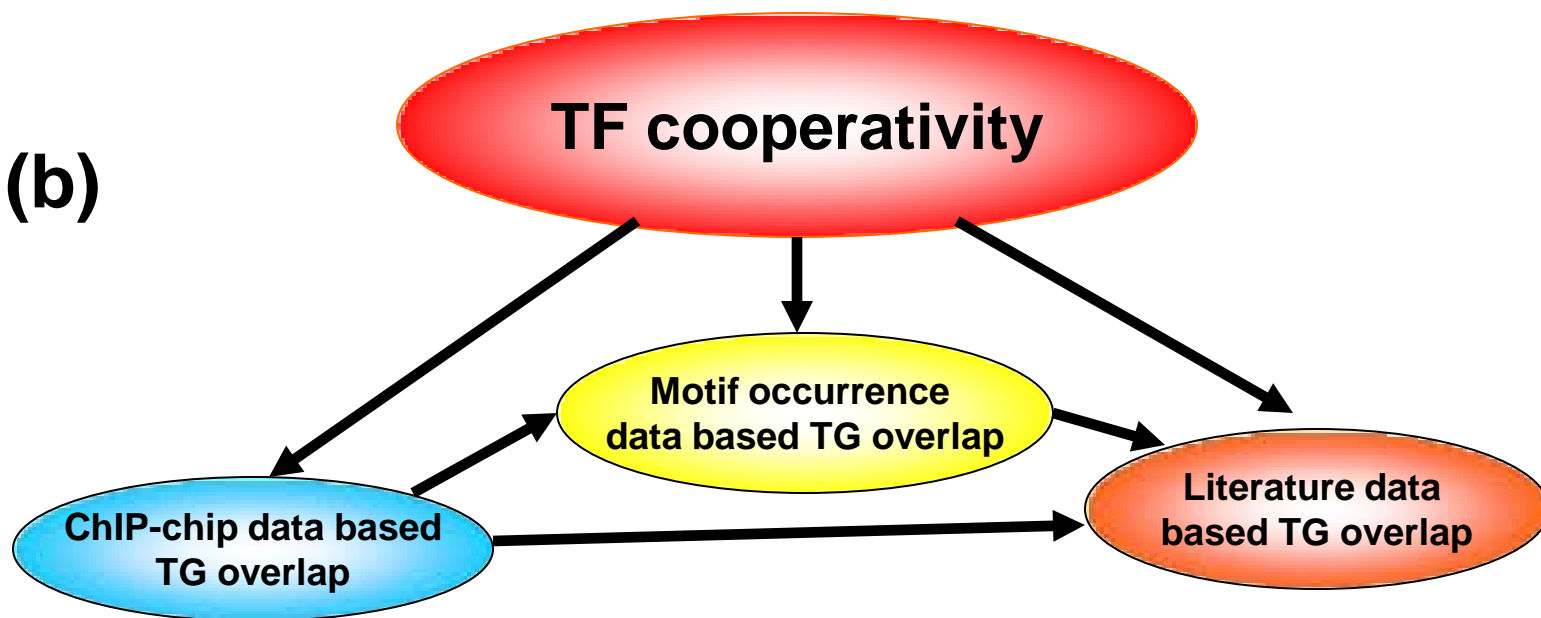 TF cooperativity
(b)
Motif occurrence
data based TG overlap
Literature data
based TG overlap
ChIP-chip data based
TG overlap